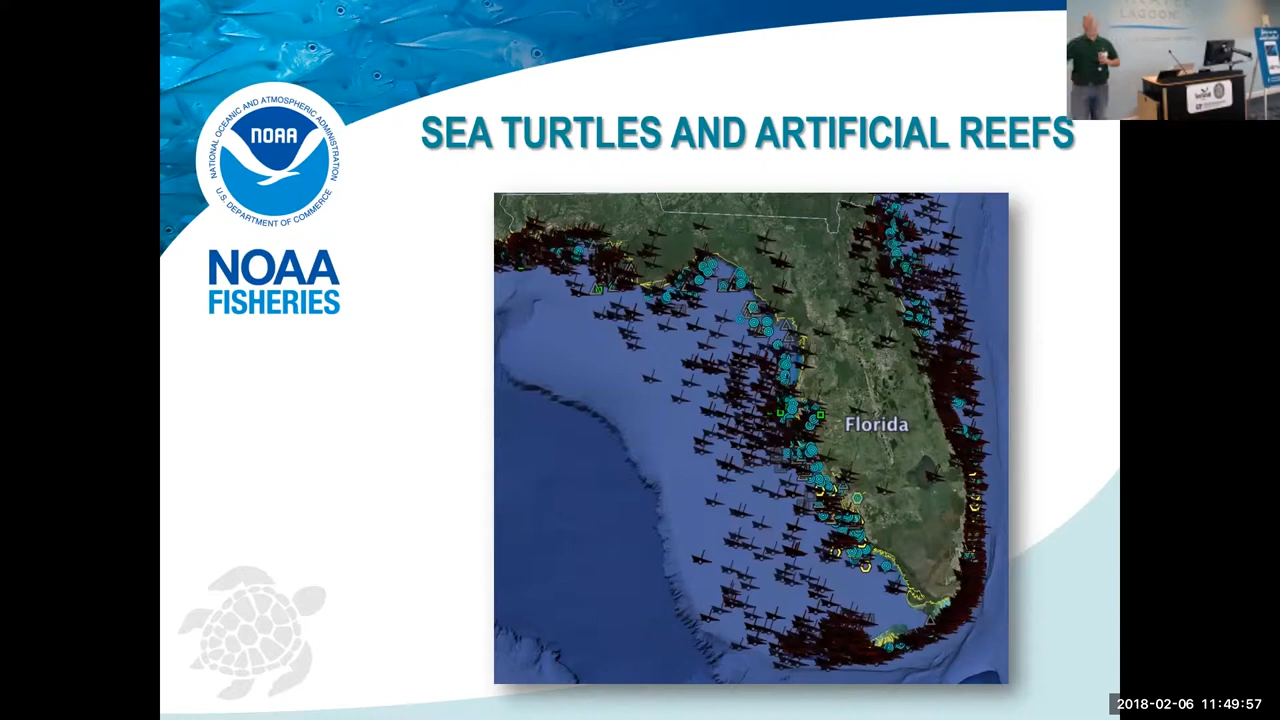 LAGOON
SEA TURTLES AND ARTIFICIAL REEFS
NATIONAL OCEANIC AND ATMOSPHERIC ADMINISTRATION
U.S. DEPARTMENT OF COMMERCE
NOAA
NOAA
FISHERIES
Florida
2018-02-06 11:49:57